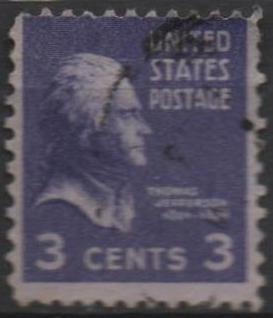 UNITED
STATES
POSTAGE
THOMAS
JEFFERSON
3 CENTS 3